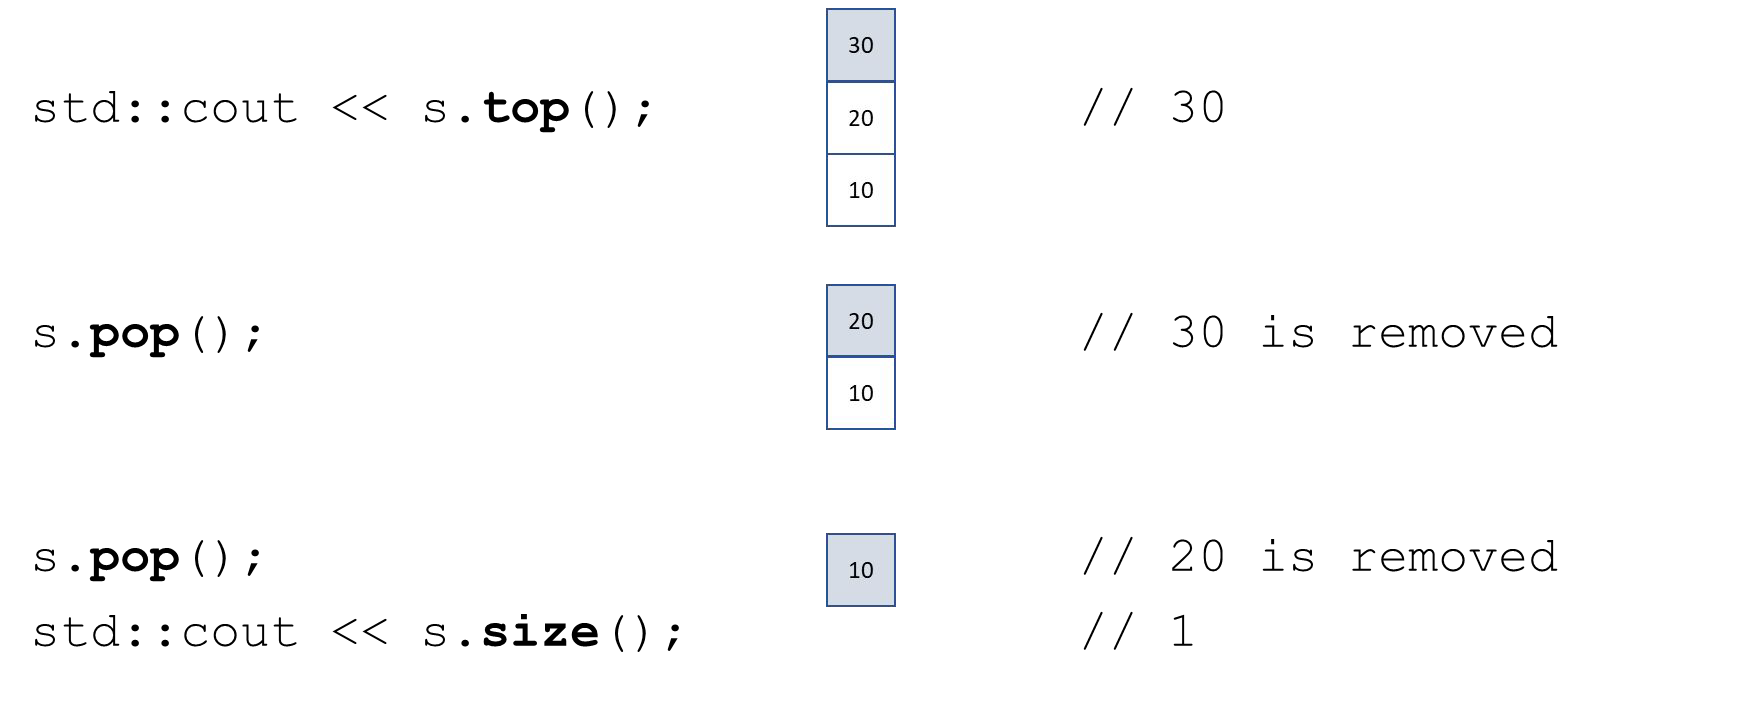 30
std::cout << s.top();
20
// 30
10
20
s.pop();
// 30 is removed
10
s.pop();
10
// 20 is removed
std::cout << s.size();
// 1